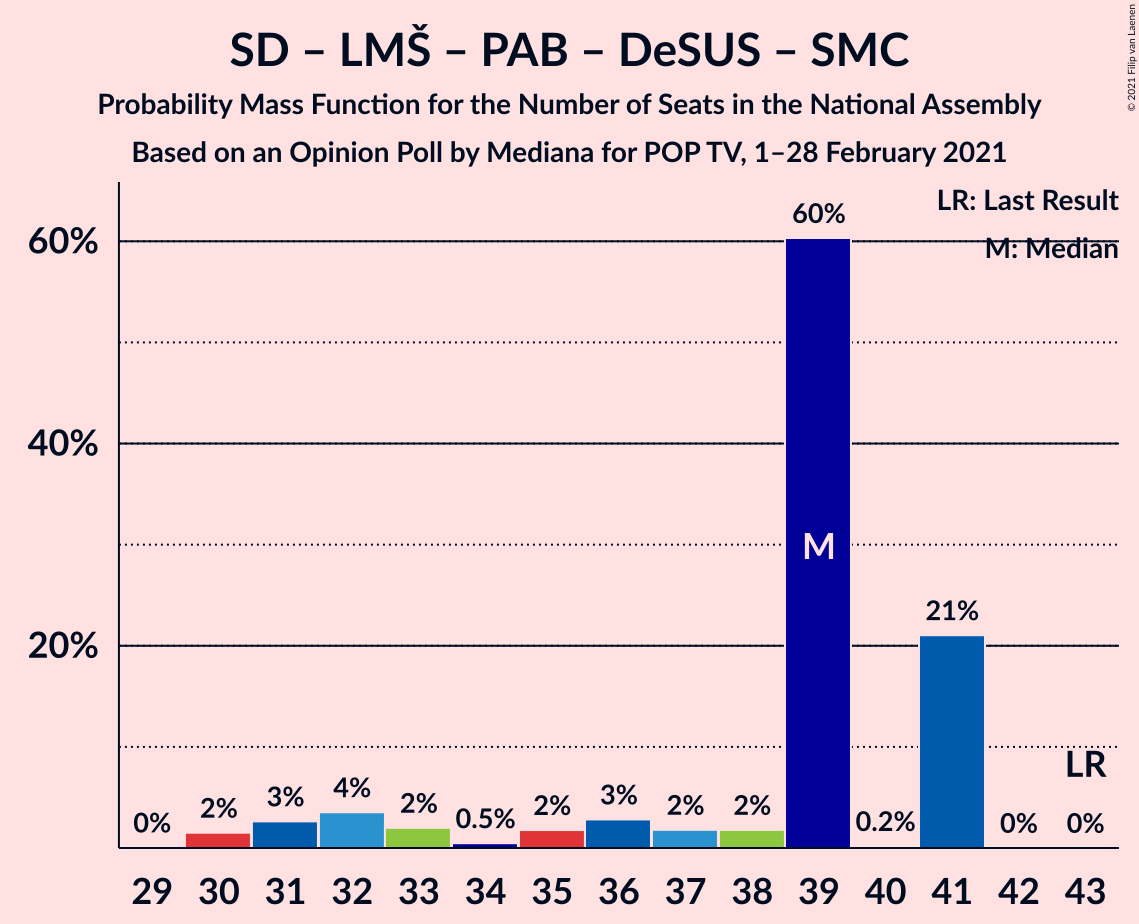 SD – LMŠ – PAB – DeSUS – SMC
Probability Mass Function for the Number of Seats in the National Assembly
Based on an Opinion Poll by Mediana for POP TV, 1–28 February 2021
© 2021 Filip van Laenen
LR: Last Result
M: Median
60%
40%
20%
0%
2%
3%
4%
2%
0.5%
2%
3%
2%
2%
60%
M
0.2%
21%
0%
LR
0%
29 30 31 32 33 34 35 36 37 38 39 40 41 42 43